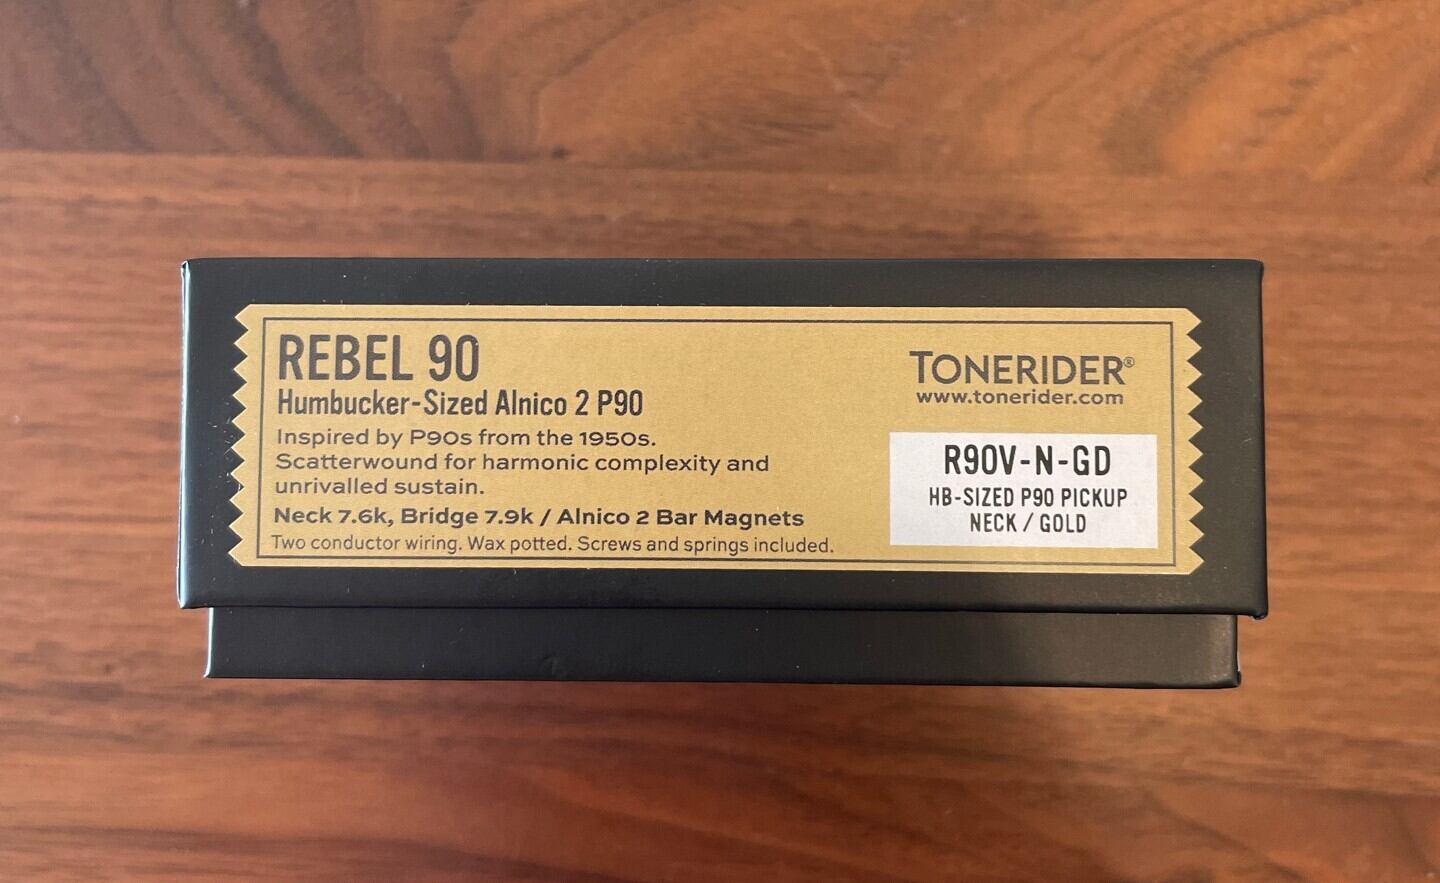 REBEL 90
Humbucker-Sized Alnico 2 P90
Inspired by P90s from the 1950s.
Scatterwound for harmonic complexity and
unrivalled sustain.
Neck 7.6k, Bridge 7.9k / Alnico 2 Bar Magnets
Two conductor wiring. Wax potted. Screws and springs included.
TONERIDER®
www.tonerider.com
R90V-N-GD
HB-SIZED P90 PICKUP
NECK / GOLD